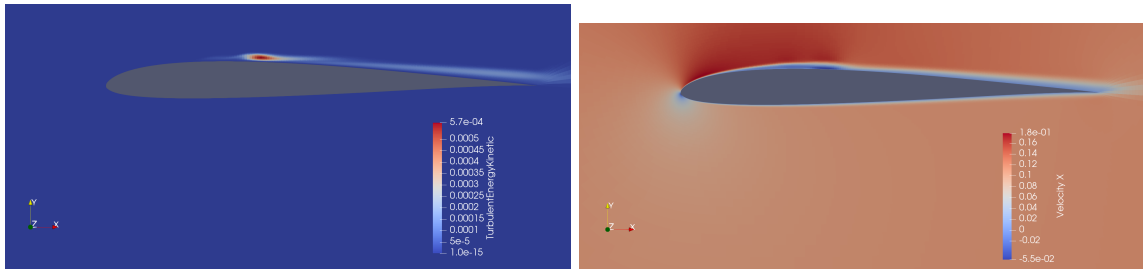 5.7e-04
0.0005
0.00045
0.0004
0.00035
0.0003
0.00025
0.0002
0.00015
0.0001
5e-5
1.0e-15
TurbulentEnergyKinetic
Y
Z
X
1.8e-01
0.16
0.14
0.12
0.1
0.08
0.06
0.04
0.02
0
-0.02
-5.5e-02
Velocity X
Y
Z
X